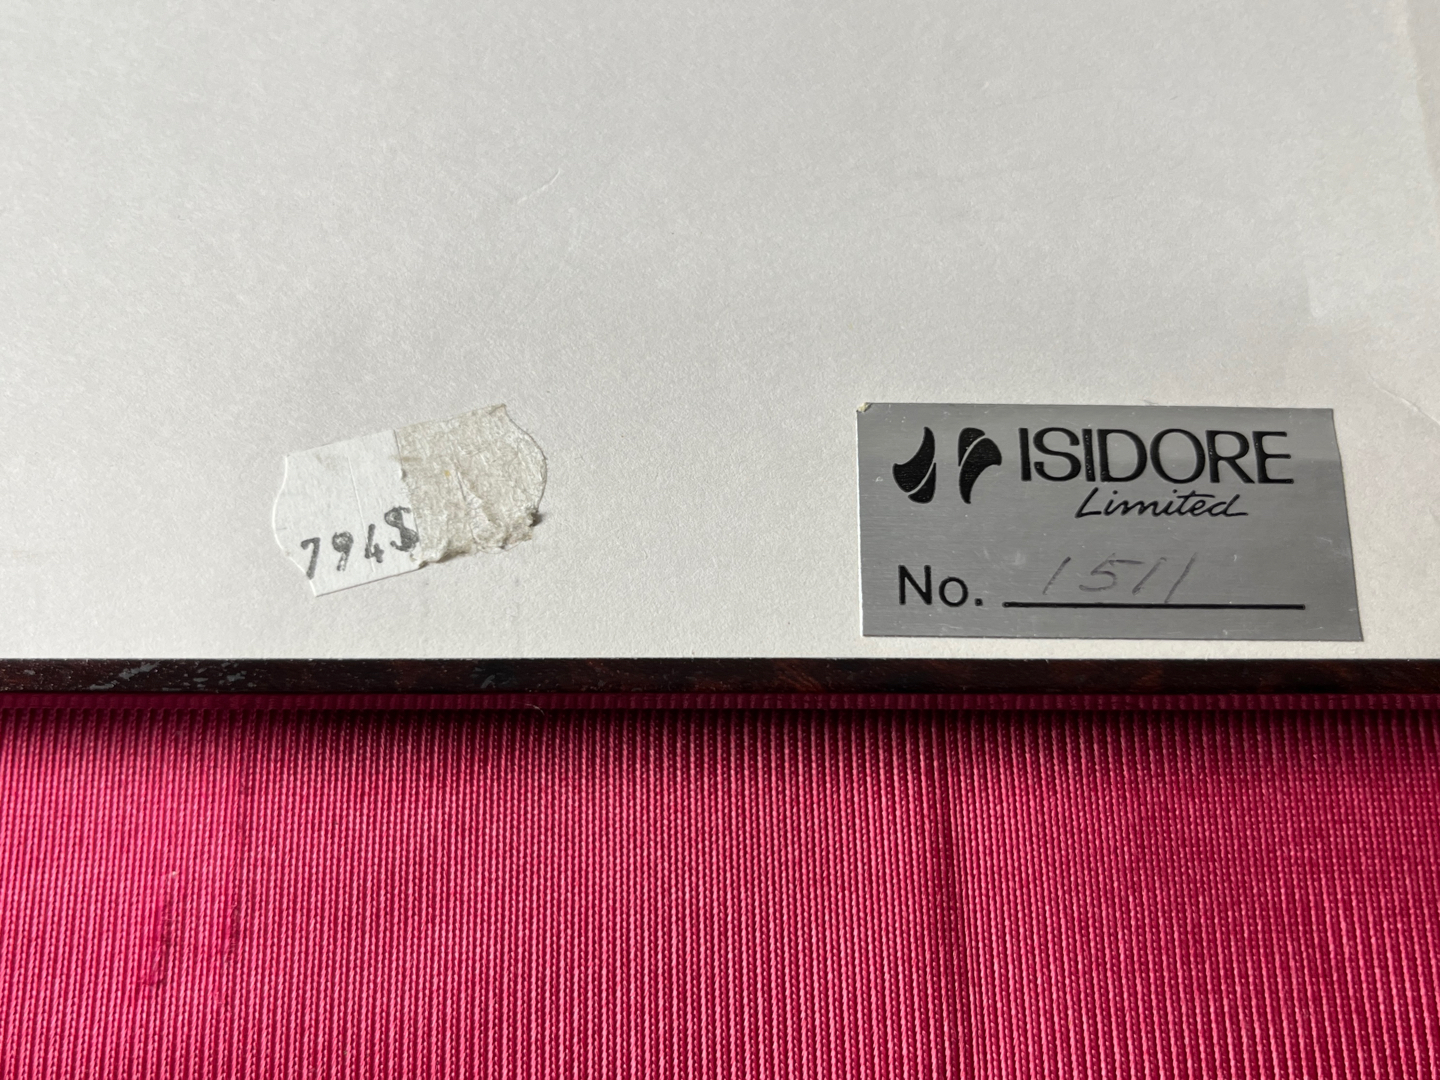 794S
ISIDORE
Limited
No. 1511